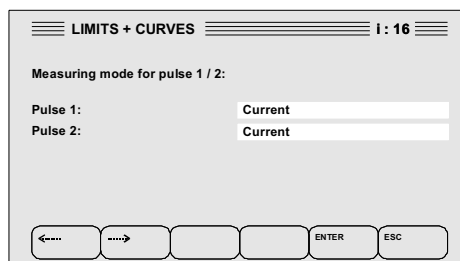 LIMITS + CURVES i : 16
Measuring mode for pulse 1 / 2:
Pulse 1: Current
Pulse 2: Current
<---- ----> ENTER ESC